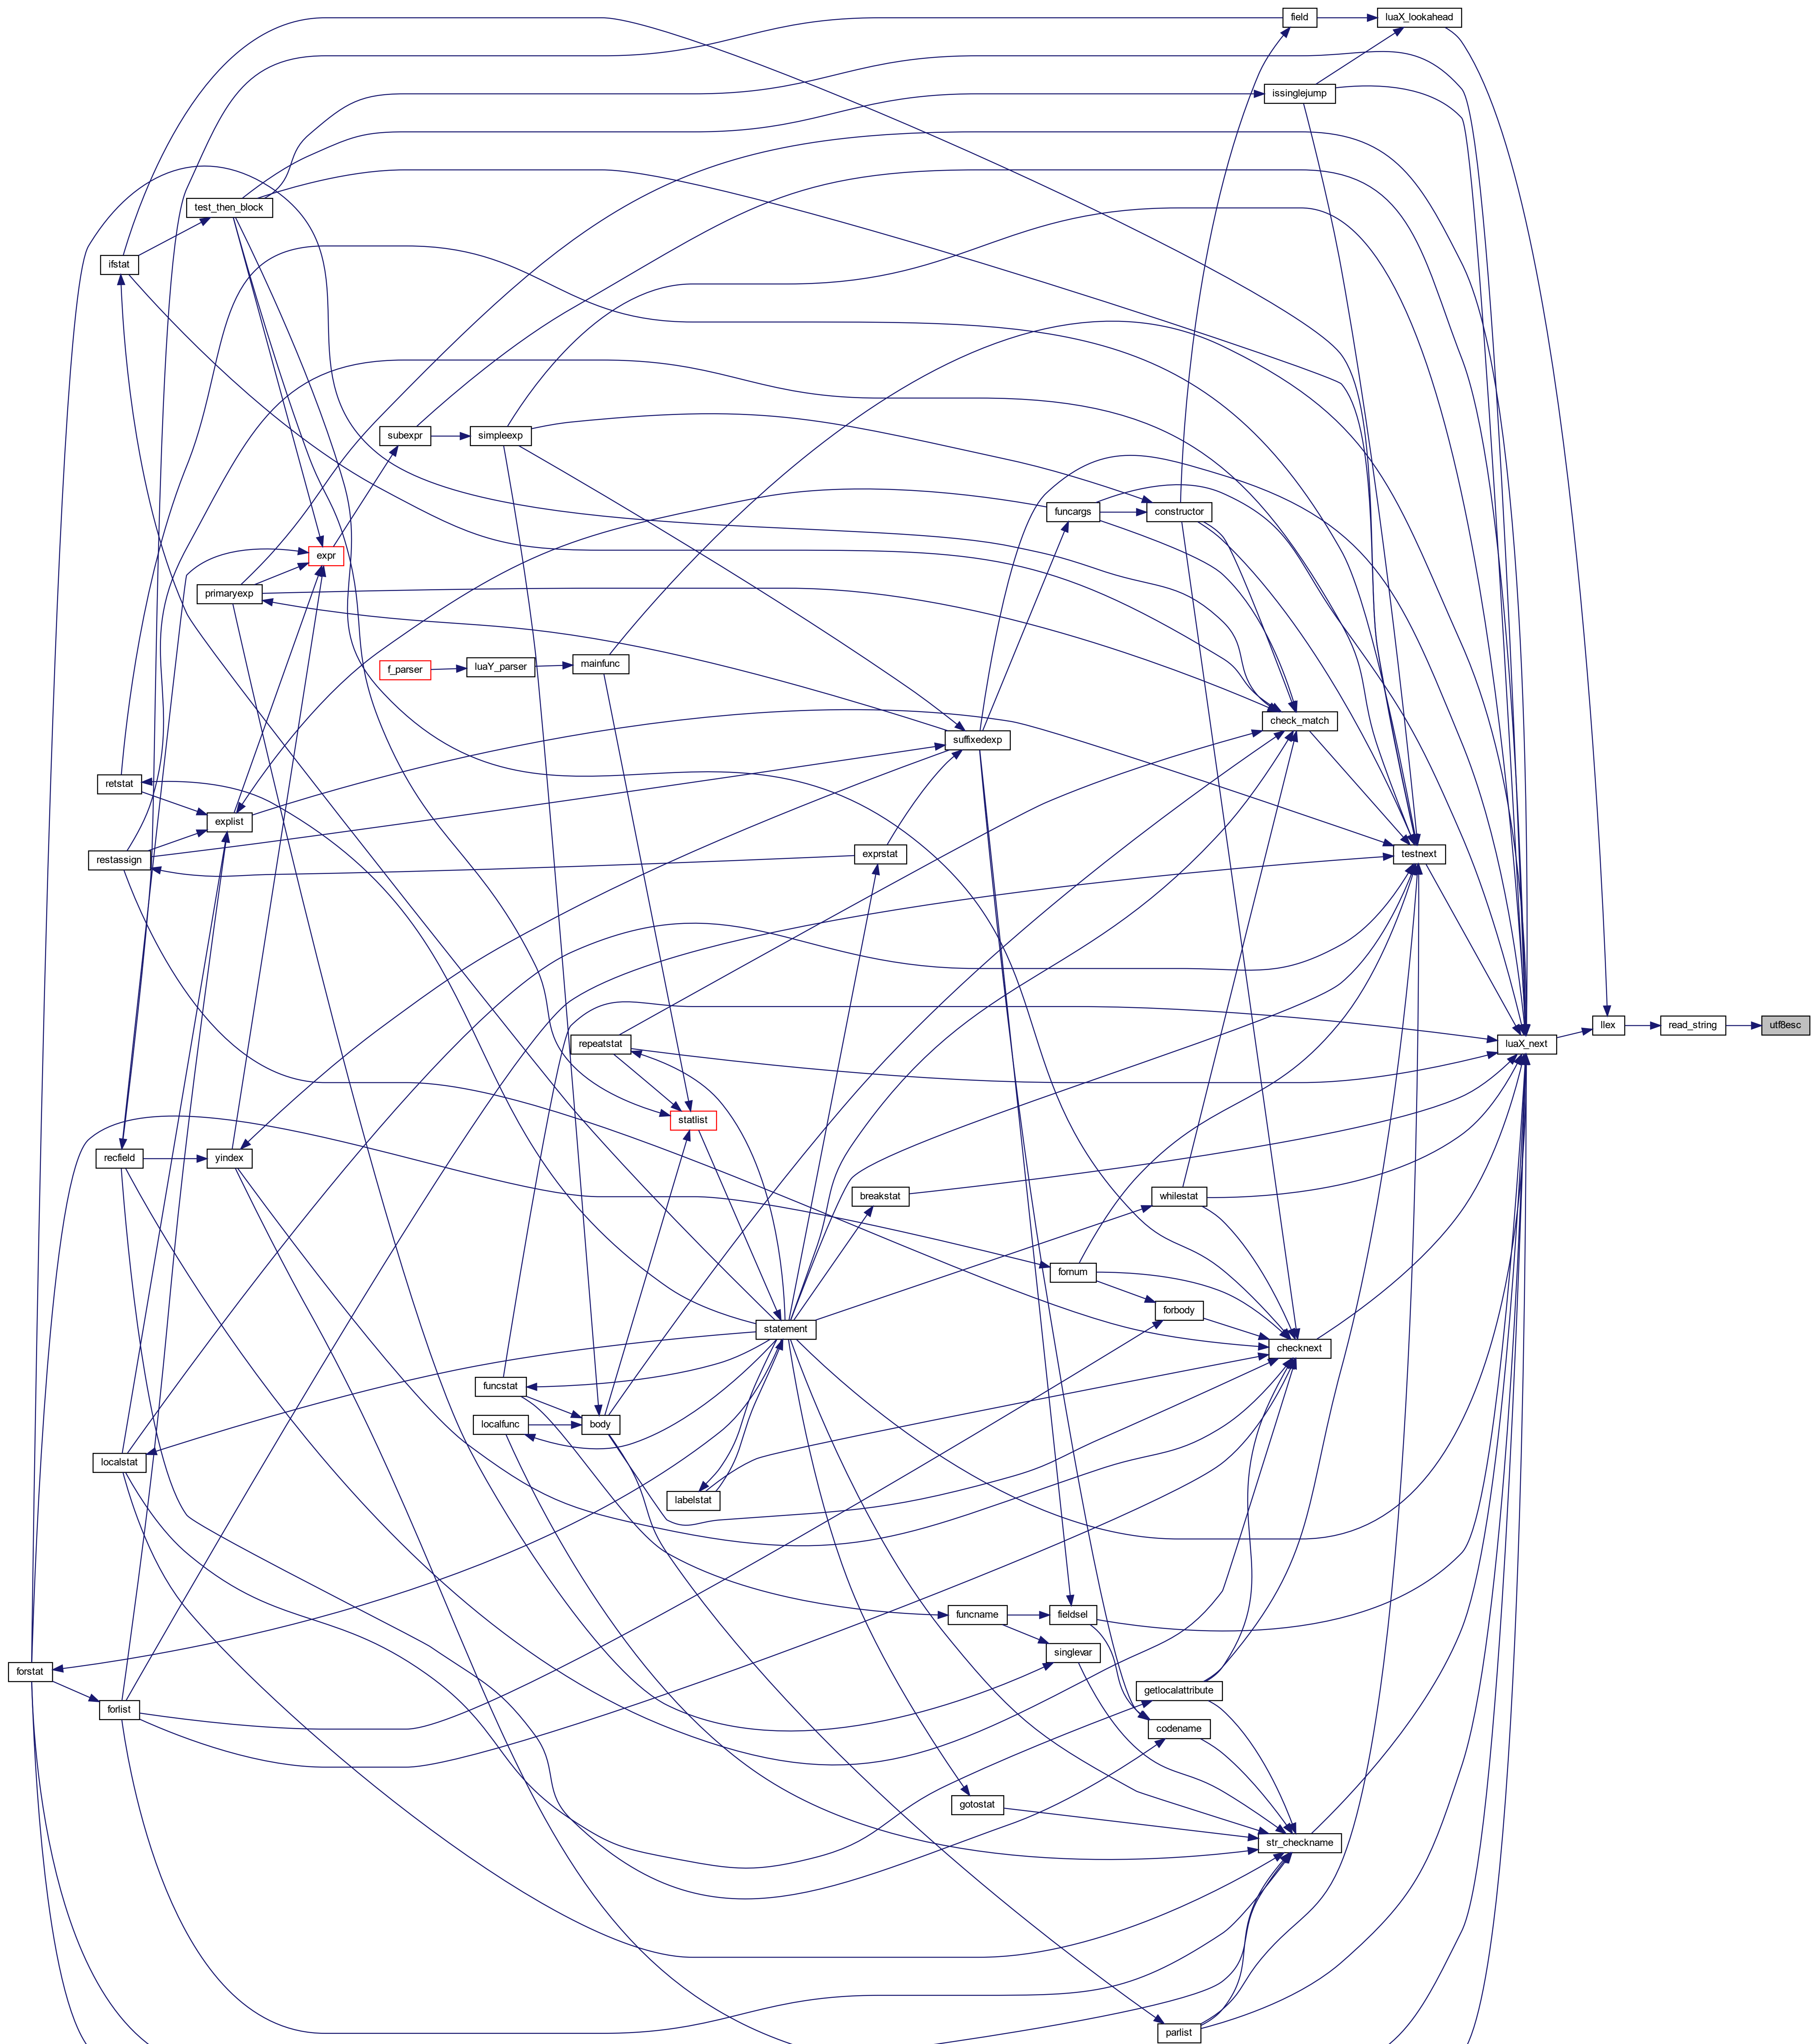 field
luaX_lookahead
issinglejump
test_then_block
ifstat
subexpr
simpleexp
funcargs
constructor
expr
primaryexp
f_parser
luaY_parser
mainfunc
check_match
suffixedexp
retstat
explist
restassign
exprstat
testnext
llex
read_string
utf8esc
repeatstat
luaX_next
statlist
recfield
yindex
breakstat
whilestat
fornum
forbody
statement
checknext
funcstat
localfunc
body
localstat
labelstat
funcname
fieldsel
singlevar
forstat
getlocalattribute
forlist
codename
gotostat
str_checkname
parlist